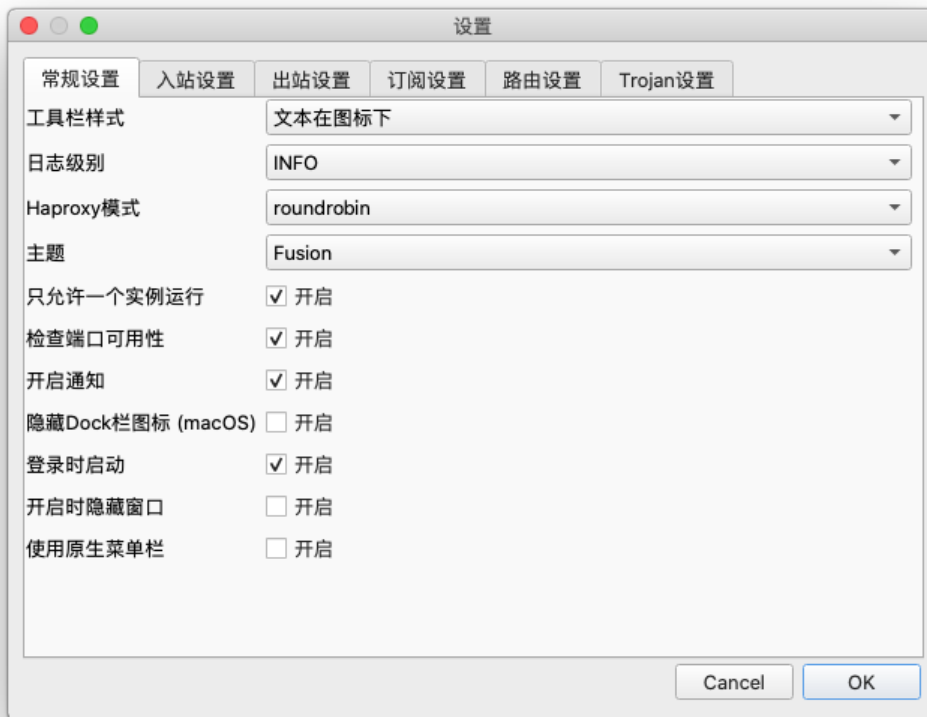 设置
常规设置 入站设置 出站设置 订阅设置 路由设置 Trojan设置
工具栏样式 文本在图标下
日志级别 INFO
Haproxy模式 roundrobin
主题 Fusion
只允许一个实例运行 开启
检查端口可用性 开启
开启通知 开启
隐藏Dock栏图标 (macOS) 开启
登录时启动 开启
开启时隐藏窗口 开启
使用原生菜单栏 开启
Cancel OK